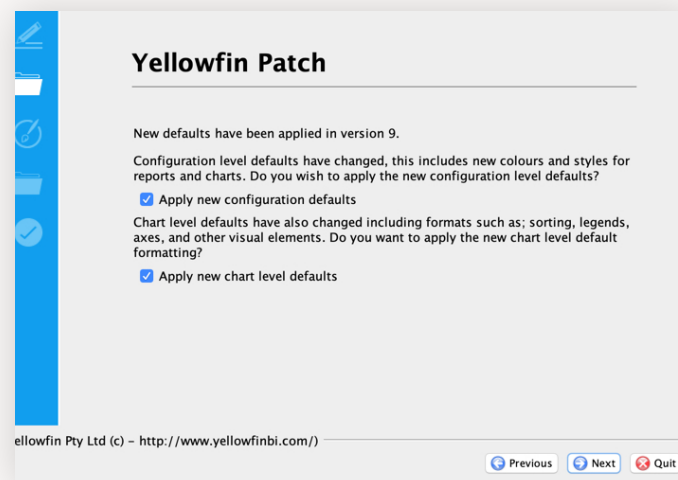 Yellowfin Patch
New defaults have been applied in version 9.
Configuration level defaults have changed, this includes new colours and styles for
reports and charts. Do you wish to apply the new configuration level defaults?
Apply new configuration defaults
Chart level defaults have also changed including formats such as; sorting, legends,
axes, and other visual elements. Do you want to apply the new chart level default
formatting?
Apply new chart level defaults
ellowfin Pty Ltd (c) – http://www.yellowfinbi.com/)
Previous Next Quit